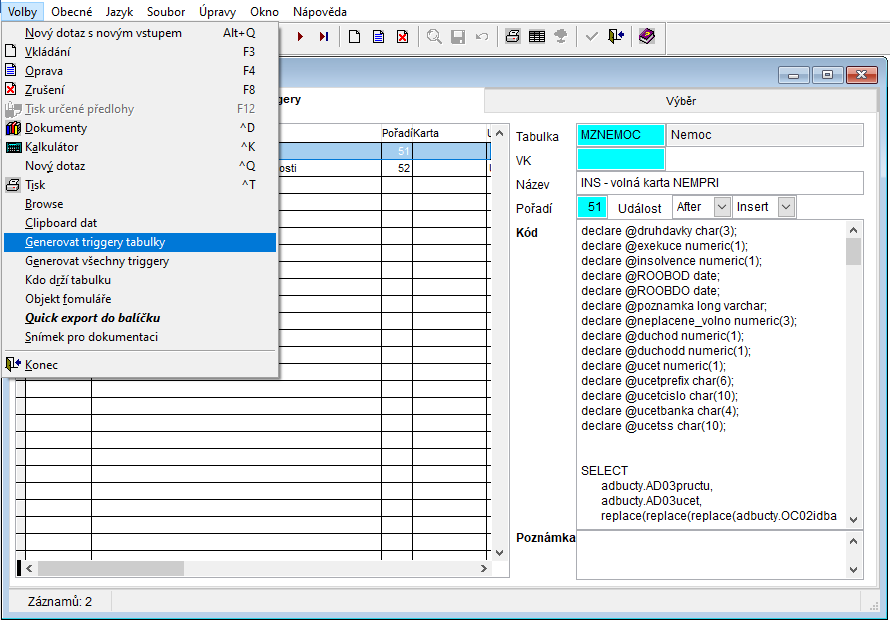 Volby Obecné Jazyk Soubor Úpravy Okno Nápověda
Nový dotaz s novým vstupem Alt+Q
Vkládání F3
Oprava F4
Zrušení F8
Tisk určené předlohy F12
Dokumenty ^D
Kalkulátor ^K
Nový dotaz ^Q
Tisk ^T
Browse
Clipboard dat
Generovat triggery tabulky
Generovat všechny triggery
Kdo drží tabulku
Objekt fomuláře
Quick export do balíčku
Snímek pro dokumentaci
Konec
ggery
Výběr
Pořadí Karta
51
osti 52
Tabulka MZNEMOC Nemoc
VK
Název INS - volná karta NEMPRI
Pořadí 51 Událost After Insert
Kód
declare @druhdavky char(3);
declare @exekuce numeric(1);
declare @insolvence numeric(1);
declare @ROOBOD date;
declare @ROOBDO date;
declare @poznamka long varchar;
declare @neplacene_volno numeric(3);
declare @duchod numeric(1);
declare @duchodd numeric(1);
declare @ucet numeric(1);
declare @ucetprefix char(6);
declare @ucetcislo char(10);
declare @ucetbanka char(4);
declare @ucetss char(10);
SELECT
adbucty.AD03pructu,
adbucty.AD03ucet,
replace(replace(replace(adbucty.OC02idba
Poznámka
Záznamů: 2